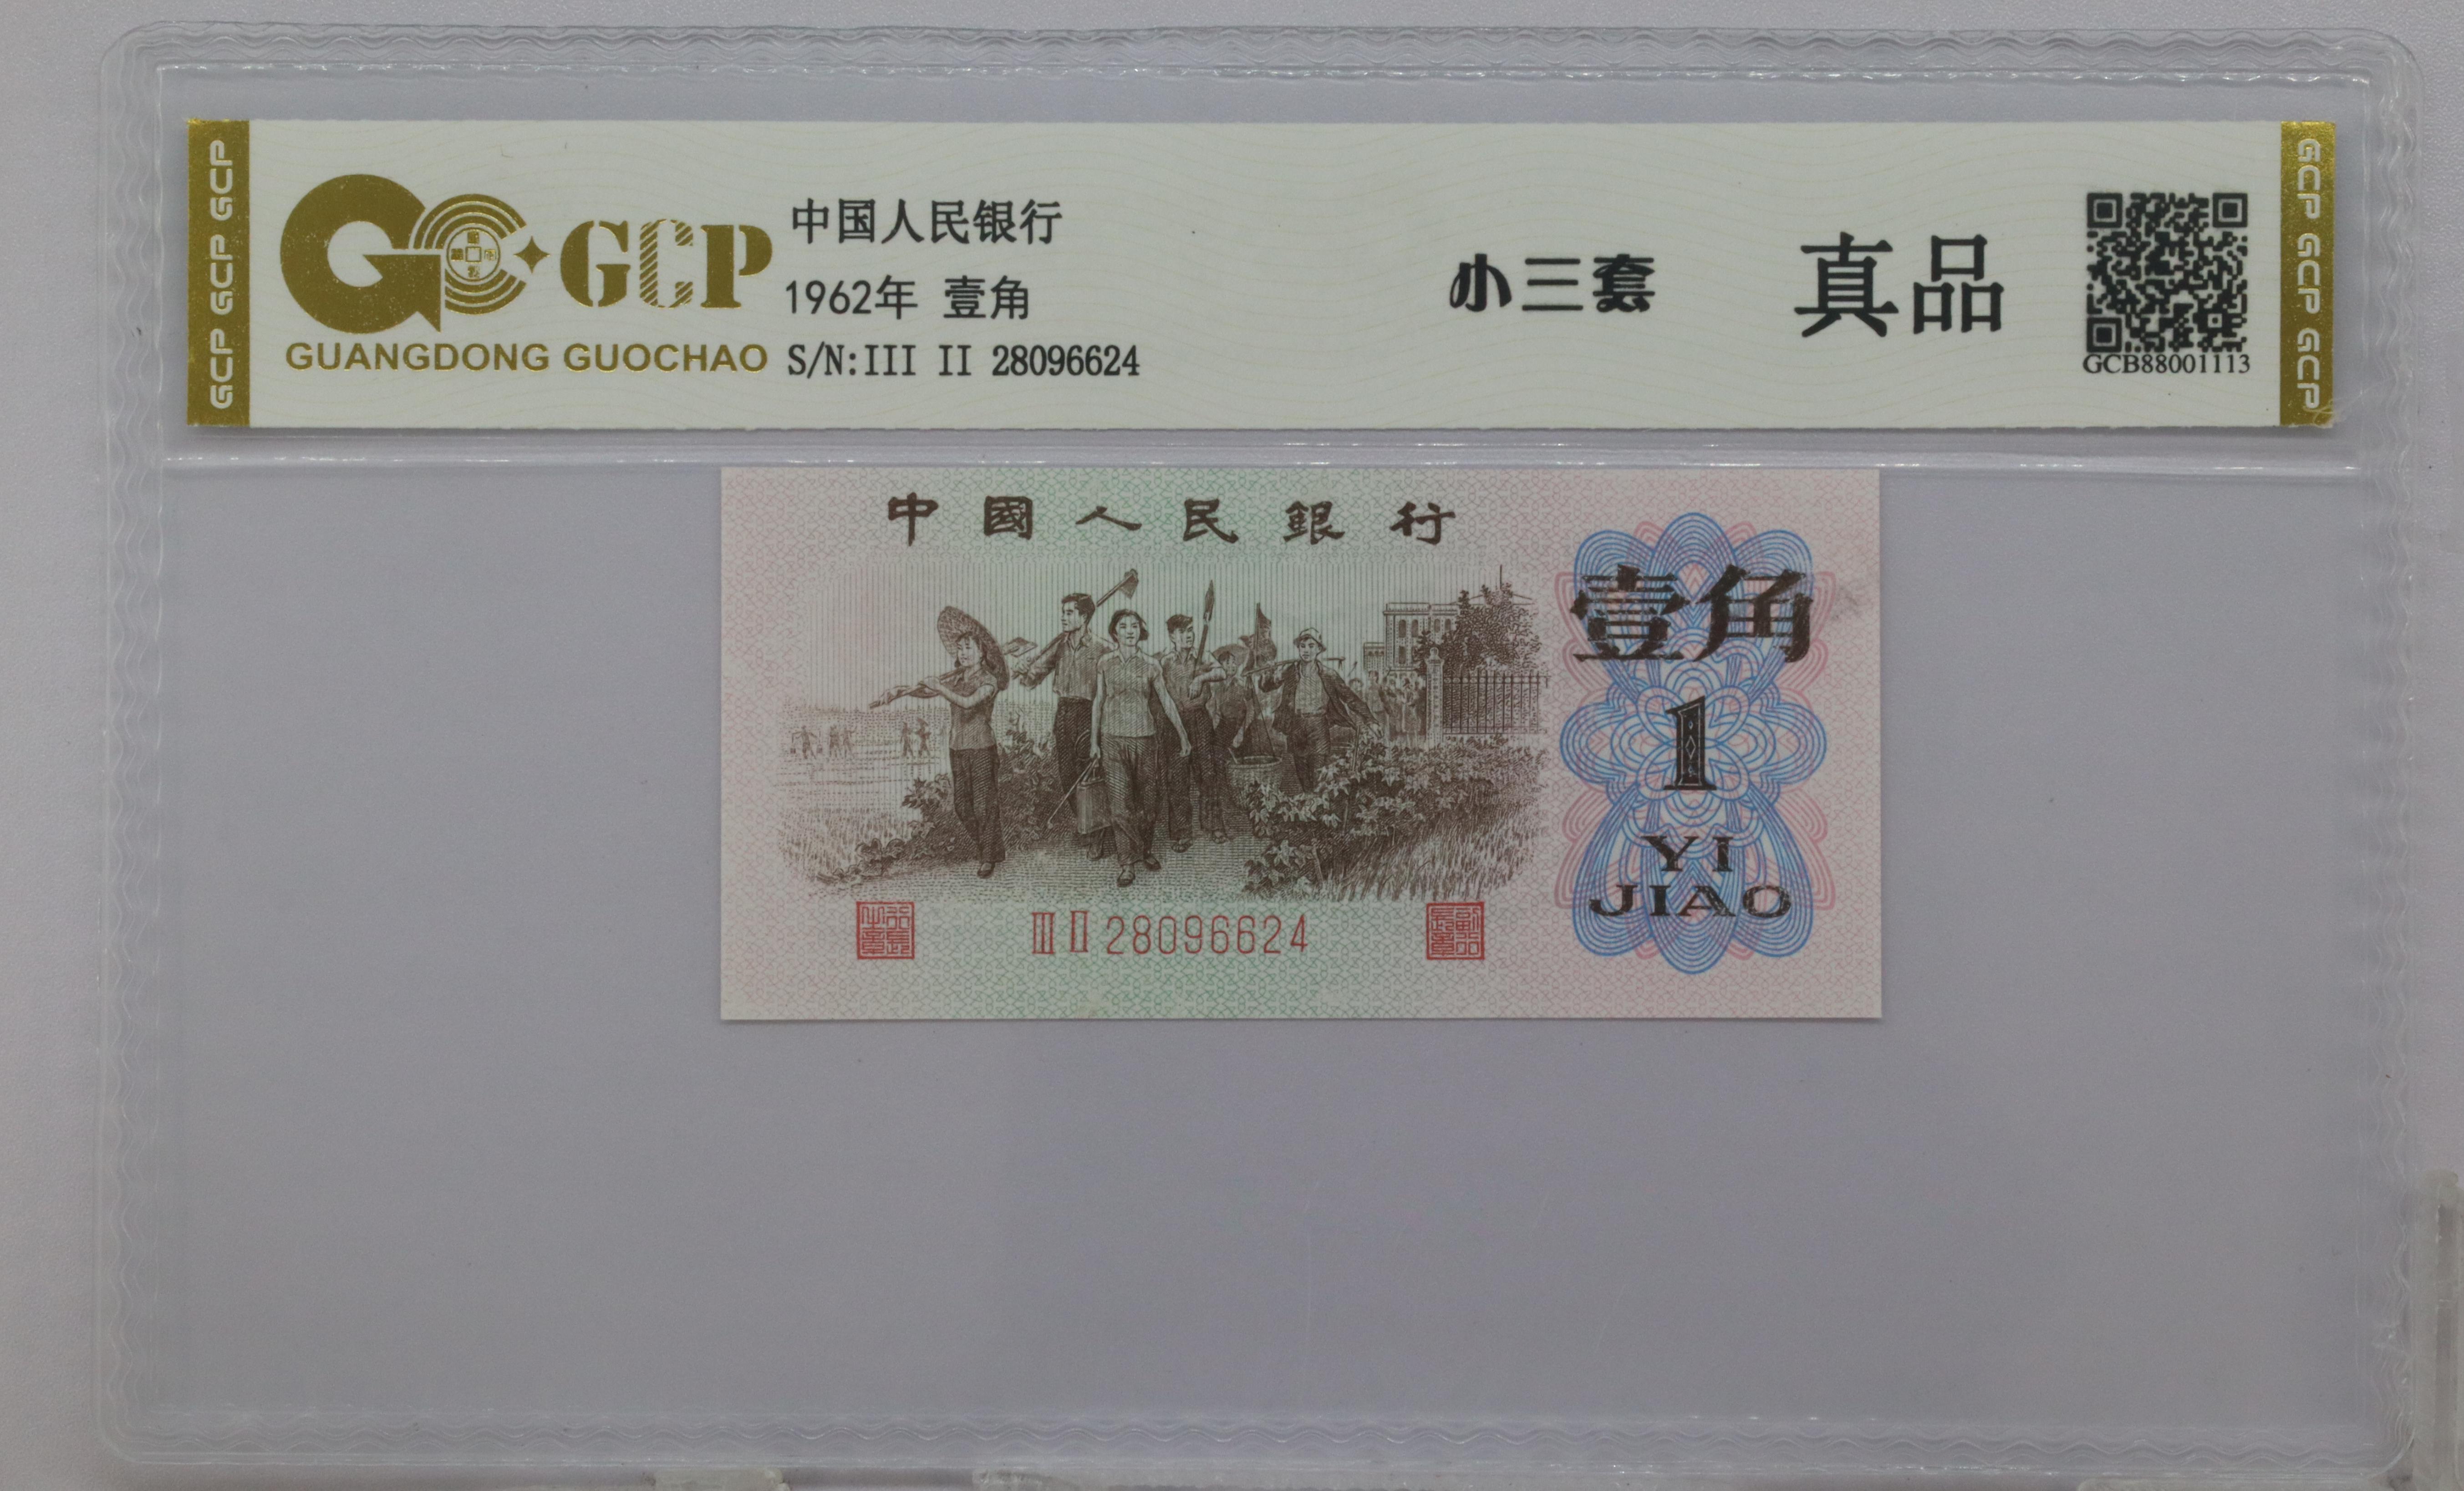 GCP GCP GCP
GCP
GUANGDONG GUOCHAO
中国人民银行
1962年 壹角
S/N:III II 28096624
小三套
真品
GCB88001113
GCP GCP GCP
中國人民銀行
壹角
1
YI
JIAO
III II 28096624